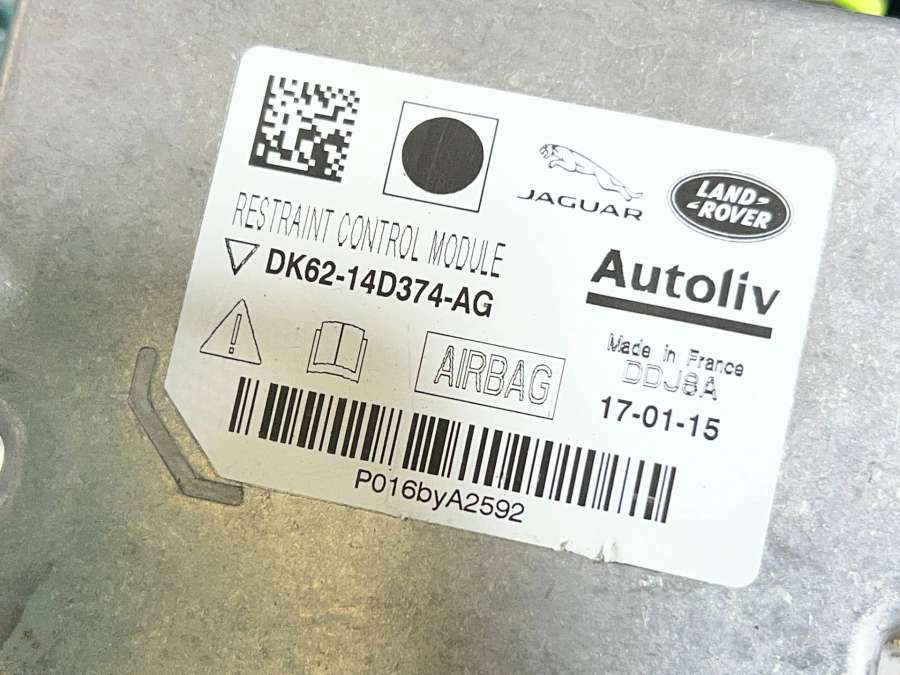 JAGUAR
LAND-
-ROVER
RESTRAINT CONTROL MODULE
DK62-14D374-AG
Autoliv
AIRBAG
Made in France
DDJ8A
17-01-15
P016byA2592